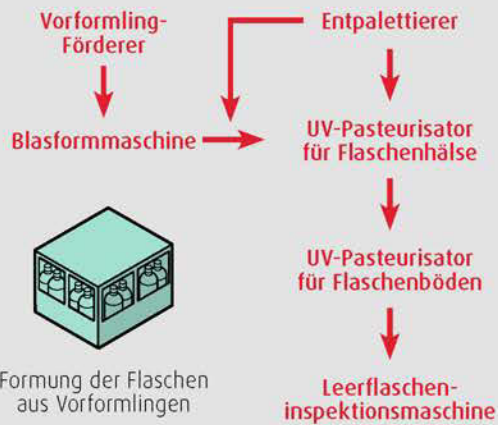 Vorformling-
Förderer
Entpalettierer
Blasformmaschine
UV-Pasteurisator
für Flaschenhälse
UV-Pasteurisator
für Flaschenböden
Formung der Flaschen
aus Vorformlingen
Leerflaschen-
inspektionsmaschine